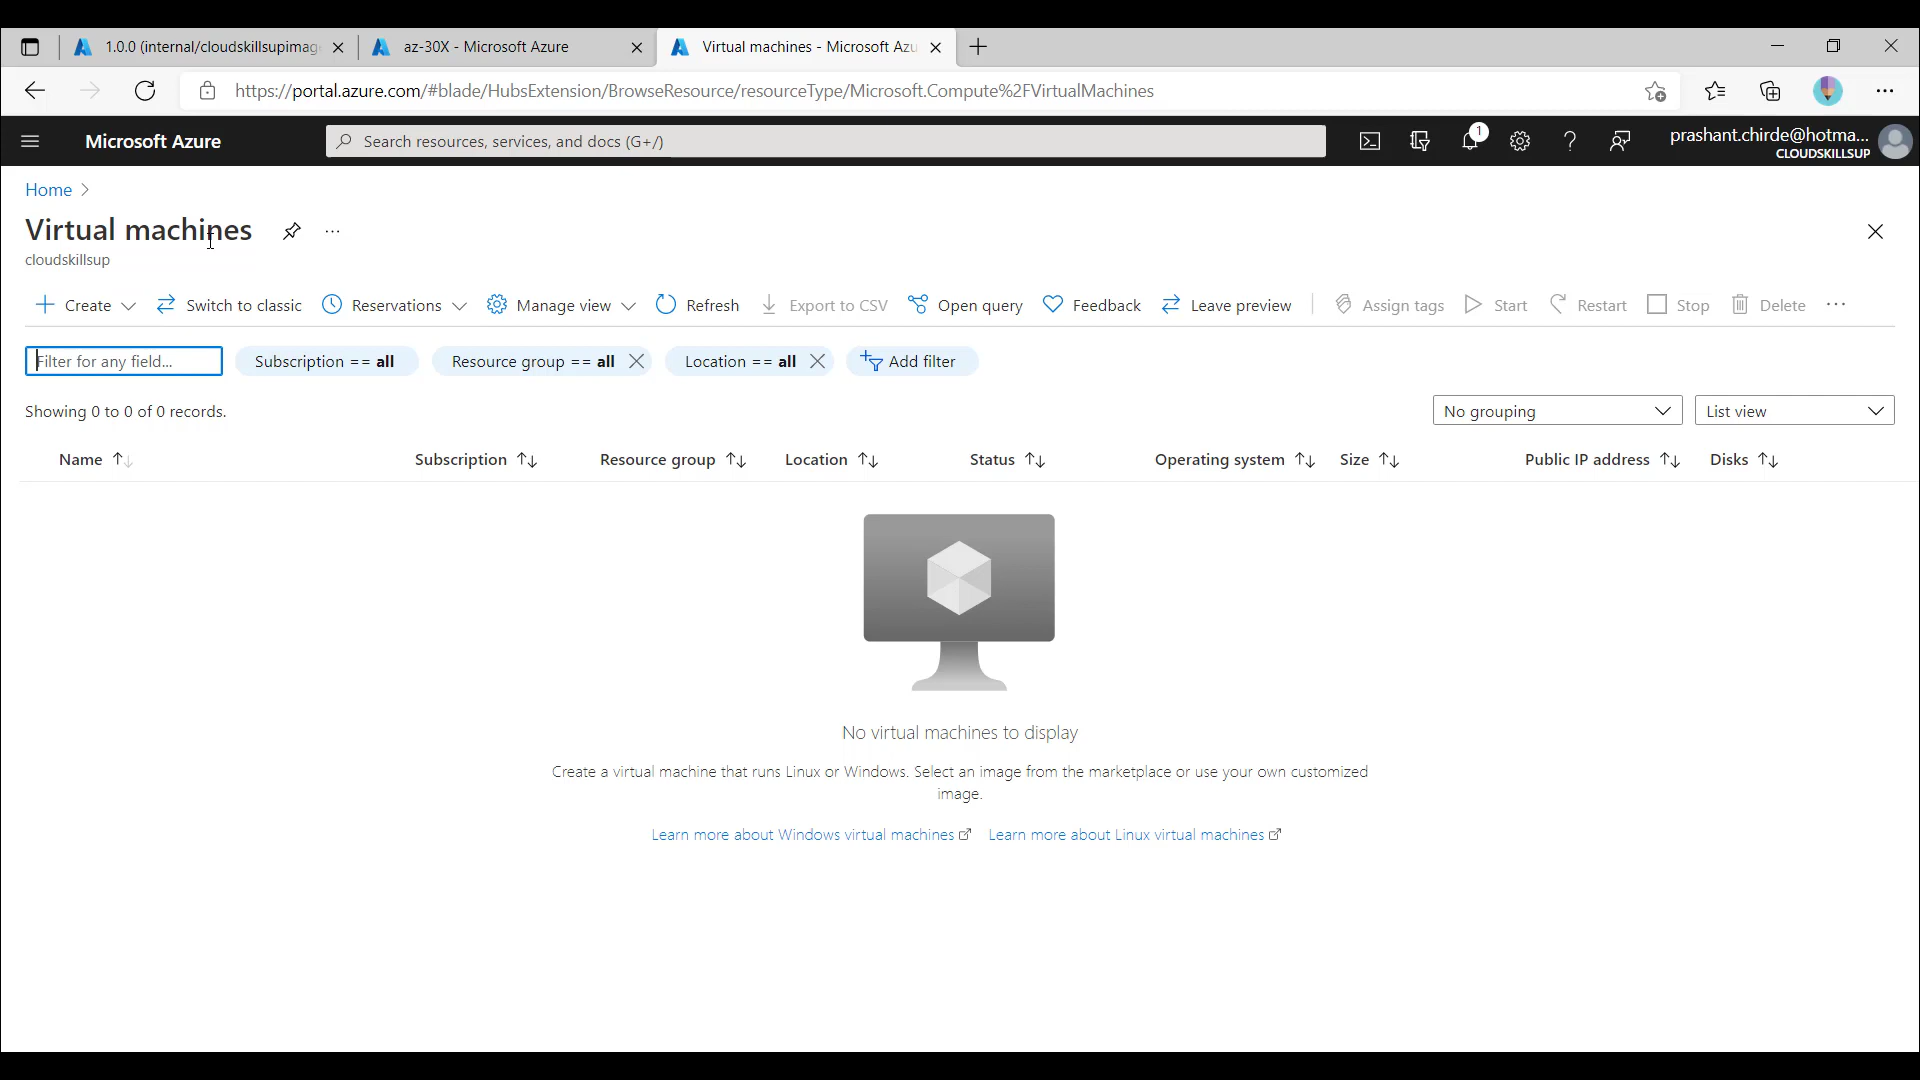 1.0.0 (internal/cloudskillsupimag
az-30X - Microsoft Azure
Virtual machines - Microsoft Azu
https://portal.azure.com/#blade/HubsExtension/BrowseResource/resourceType/Microsoft.Compute%2FVirtualMachines
Microsoft Azure
Search resources, services, and docs (G+/)
1
prashant.chirde@hotma...
CLOUDSKILLSUP
Home
Virtual machines
cloudskillsup
Create Switch to classic Reservations Manage view Refresh Export to CSV Open query Feedback Leave preview Assign tags Start Restart Stop Delete
Filter for any field... Subscription == all Resource group == all Location == all Add filter
Showing 0 to 0 of 0 records. No grouping List view
Name Subscription Resource group Location Status Operating system Size Public IP address Disks
No virtual machines to display
Create a virtual machine that runs Linux or Windows. Select an image from the marketplace or use your own customized
image.
Learn more about Windows virtual machines Learn more about Linux virtual machines